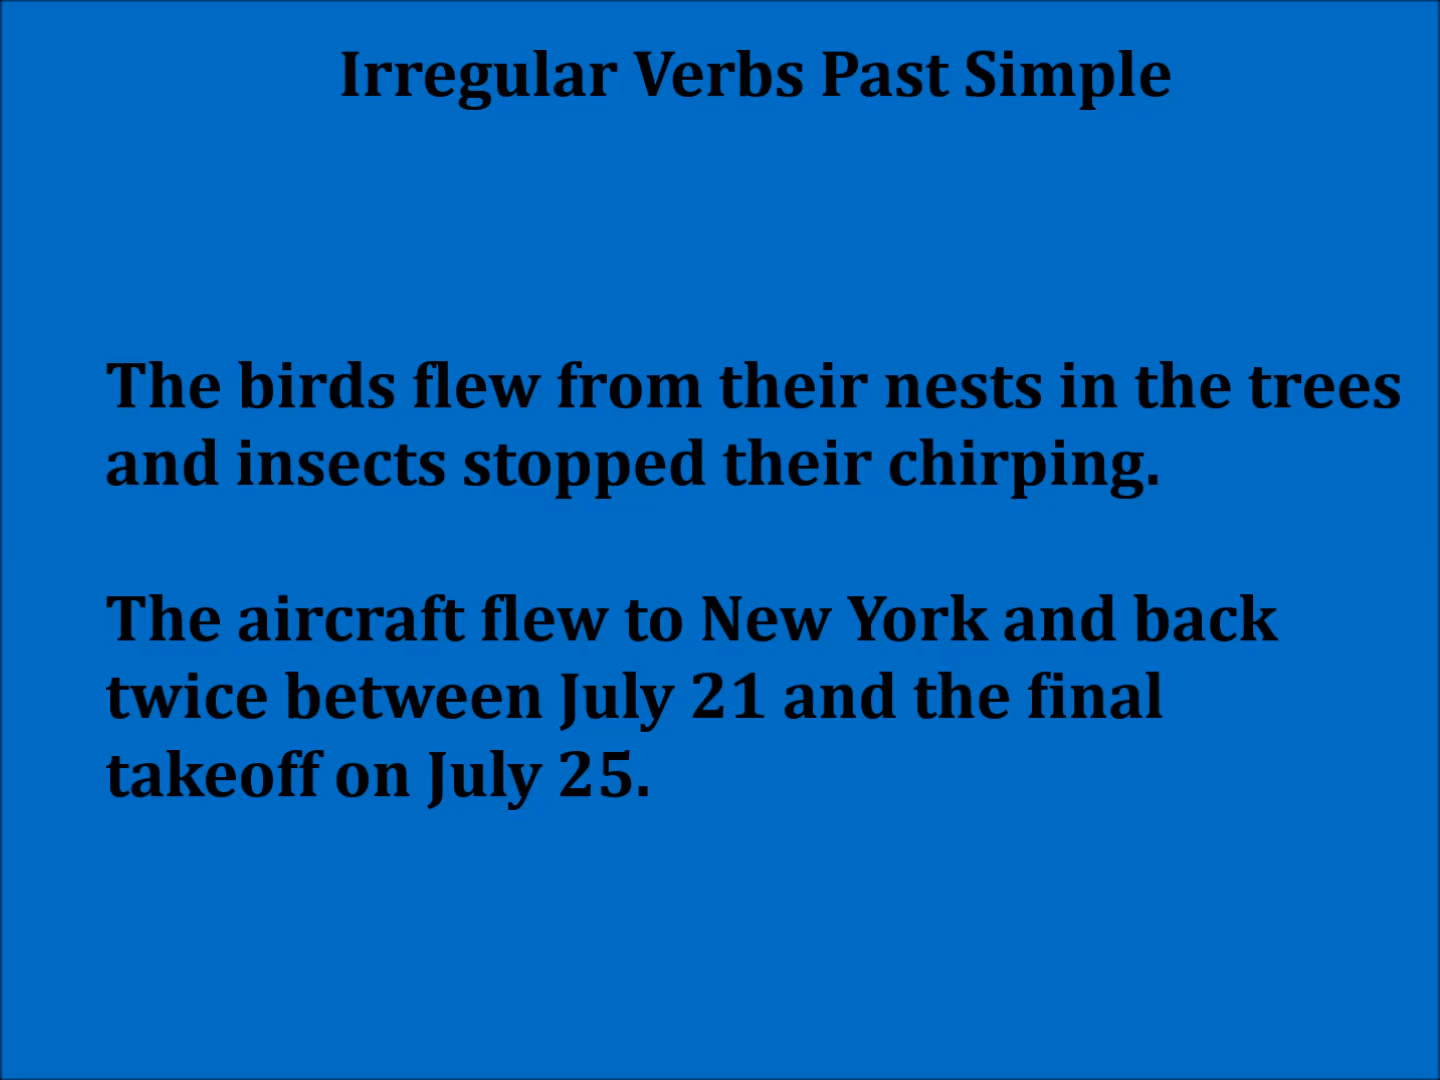 Irregular Verbs Past Simple
The birds flew from their nests in the trees
and insects stopped their chirping.
The aircraft flew to New York and back
twice between July 21 and the final
takeoff on July 25.